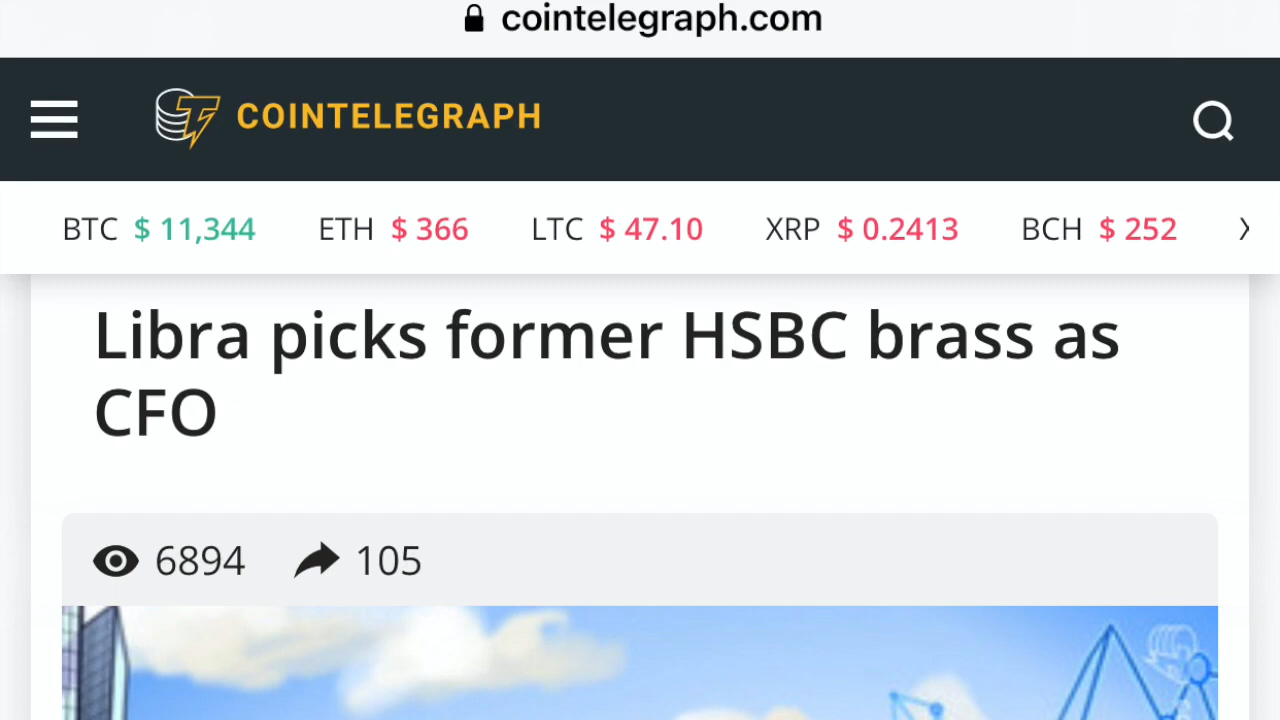 cointelegraph.com
COINTELEGRAPH
BTC $ 11,344 ETH $ 366 LTC $ 47.10 XRP $ 0.2413 BCH $ 252
Libra picks former HSBC brass as
CFO
6894 105